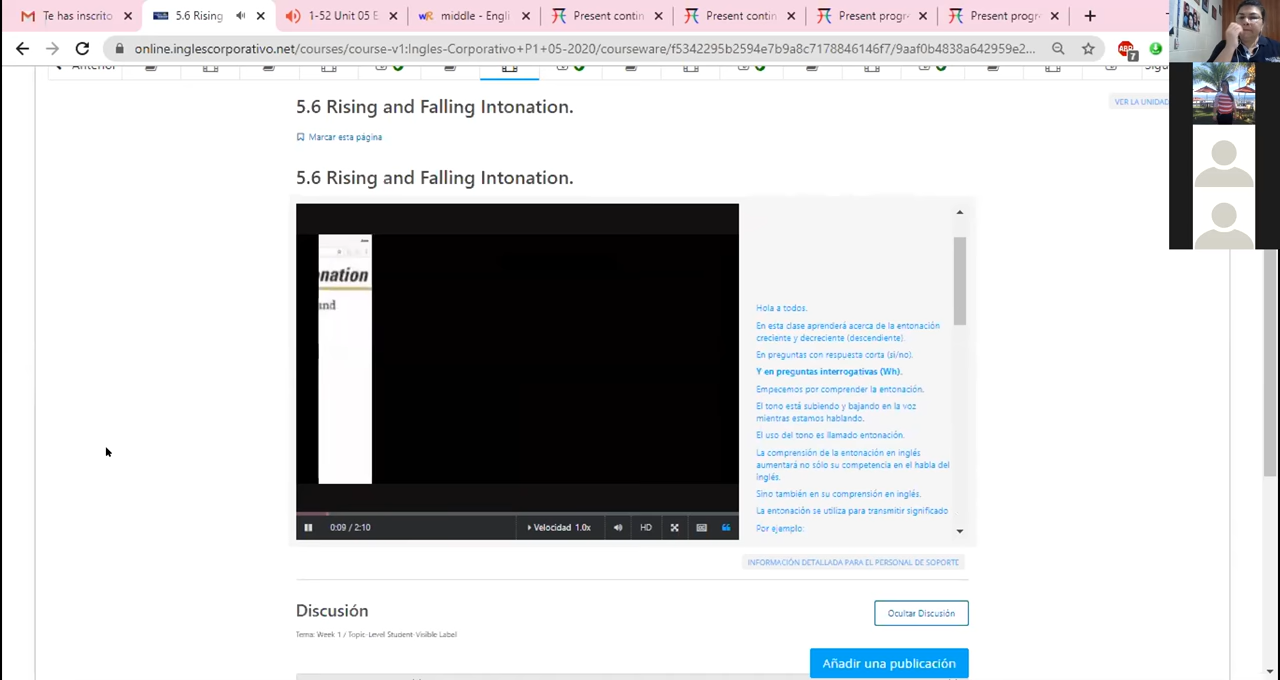 Te has inscrito
5.6 Rising
1-52 Unit 05 E
middle - Engli
Present contin
Present contin
Present progr
Present progr
online.inglescorporativo.net/courses/course-v1:Ingles-Corporativo+P1+05-2020/courseware/f5342295b2594e7b9a8c7178846146f7/9aaf0b4838a642959e2...
ABP
7
Anterior
5.6 Rising and Falling Intonation.
VER LA UNIDAD
Marcar esta página
5.6 Rising and Falling Intonation.
nation
und
Hola a todos.
En esta clase aprenderá acerca de la entonación
creciente y decreciente (descendiente).
En preguntas con respuesta corta (si/no).
Y en preguntas interrogativas (Wh).
Empecemos por comprender la entonación.
El tono está subiendo y bajando en la voz
mientras estamos hablando.
El uso del tono es llamado entonación.
La comprensión de la entonación en inglés
aumentará no sólo su competencia en el habla del
inglés.
Sino también en su comprensión en inglés.
La entonación se utiliza para transmitir significado
Por ejemplo:
0:09 / 2:10
Velocidad 1.0x
HD
INFORMACIÓN DETALLADA PARA EL PERSONAL DE SOPORTE
Discusión
Ocultar Discusión
Tema: Week 1 / Topic-Level Student-Visible Label
Añadir una publicación